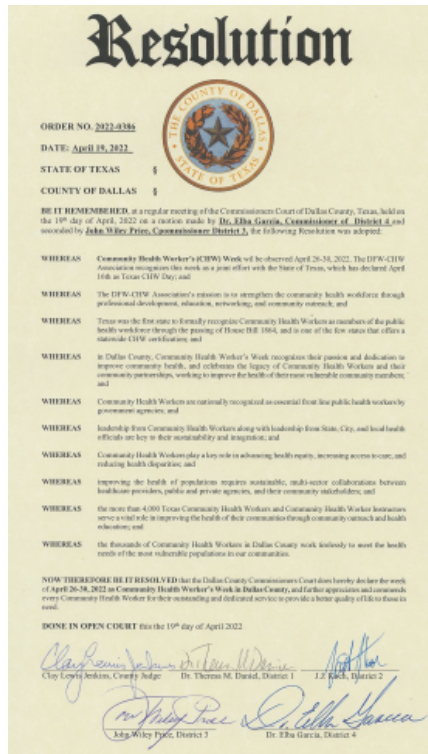 Resolution
COUNTY OF DALLAS
STATE OF TEXAS
ORDER NO. 2022-0386
DATE: April 19, 2022
STATE OF TEXAS §
COUNTY OF DALLAS §
BE IT REMEMBERED, at a regular meeting of the Commissioners Court of Dallas County, Texas, held on
the 19th day of April, 2022 on a motion made by Dr. Elba Garcia, Commissioner of District 4 and
seconded by John Wiley Price, Cpoommissioner District 3, the following Resolution was adopted:
WHEREAS Community Health Worker's (CHW) Week wil be observed April 26-30, 2022. The DFW-CHW
Association recognizes this week as a joint effort with the State of Texas, which has declared April
16th as Texas CHW Day; and
WHEREAS The DFW-CHW Association's mission is to strengthen the community health workforce through
professional development, education, networking, and community outreach; and
WHEREAS Texas was the first state to formally recognize Community Health Workers as members of the public
health workforce through the passing of House Bill 1864, and is one of the few states that offers a
statewide CHW certification; and
WHEREAS in Dallas County, Community Health Worker's Week recognizes their passion and dedication to
improve community health, and celebrates the legacy of Community Health Workers and their
community partnerships, working to improve the health of their most vulnerable community members;
and
WHEREAS Community Health Workers are nationally recognized as essential front line public health workers by
government agencies; and
WHEREAS leadership from Community Health Workers along with leadership from State, City, and local health
officials are key to their sustainability and integration; and
WHEREAS Community Health Workers play a key role in advancing health equity, increasing access to care, and
reducing health disparities; and
WHEREAS improving the health of populations requires sustainable, multi-sector collaborations between
healthcare providers, public and private agencies, and their community stakeholders; and
WHEREAS the more than 4,000 Texas Community Health Workers and Community Health Worker Instructors
serve a vital role in improving the health of their communities through community outreach and health
education; and
WHEREAS the thousands of Community Health Workers in Dallas County work tirelessly to meet the health
needs of the most vulnerable populations in our communities.
NOW THEREFORE BE IT RESOLVED that the Dallas County Commissioners Court does hereby declare the week
of April 26-30, 2022 as Community Health Worker's Week in Dallas County, and further appreciates and commends
every Community Health Worker for their outstanding and dedicated service to provide a better quality of life to those in
need.
DONE IN OPEN COURT this the 19th day of April 2022
Clay Lewis Jenkins, County Judge Dr. Theresa M. Daniel, District 1 J.J. Koch, District 2
John Wiley Price, District 3 Dr. Elba Garcia, District 4